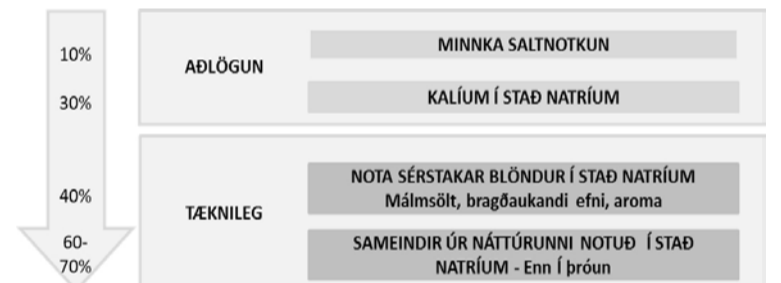 10%
AÐLÖGUN
MINNKA SALTNOTKUN
30%
KALÍUM Í STAÐ NATRÍUM
40%
TÆKNILEG
NOTA SÉRSTAKAR BLÖNDUR Í STAÐ NATRÍUM
Málmsölt, bragðaukandi efni, aroma
60-
70%
SAMEINDIR ÚR NÁTTÚRUNNI NOTUÐ Í STAÐ
NATRÍUM - Enn Í þróun